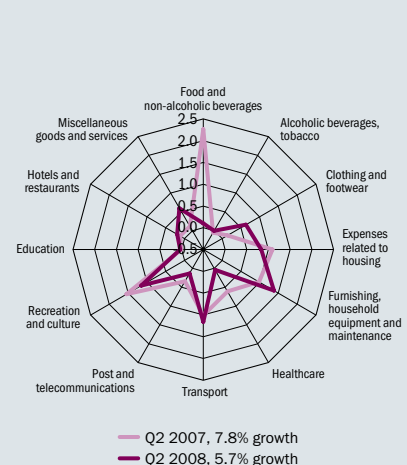 Food and
non-alcoholic beverages
Miscellaneous
goods and services
Alcoholic beverages,
tobacco
2.5
2.0
1.5
1.0
0.5
0.0
0.5
Hotels and
restaurants
Clothing and
footwear
Education
Expenses
related to
housing
Recreation
and culture
Furnishing,
household
equipment and
maintenance
Post and
telecommunications
Healthcare
Transport
Q2 2007, 7.8% growth
Q2 2008, 5.7% growth